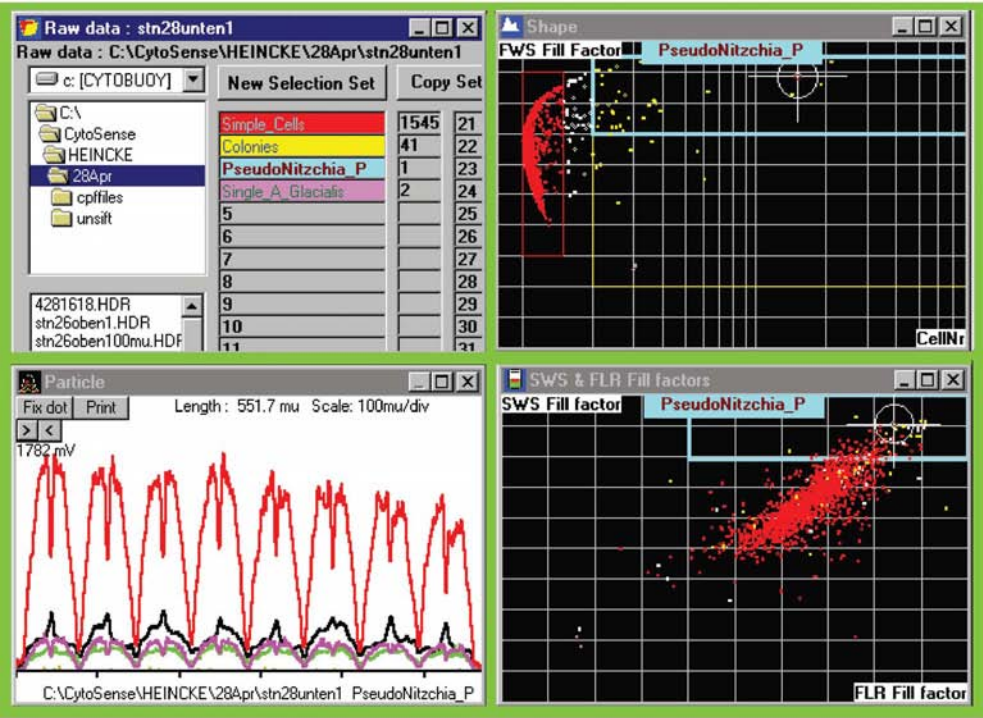 Raw data : stn28unten1
Raw data : C:\CytoSense\HEINCKE\28Apr\stn28unten1
c: [CYTOBUOY]
New Selection Set
Copy Set
C:\
CytoSense
HEINCKE
28Apr
cpffiles
unsift
4281618.HDR
stn26oben1.HDR
stn26oben100mu.HDF
Simple_Cells 1545 21
Colonies 41 22
PseudoNitzchia_P 1 23
Single_A_Glacialis 2 24
5 25
6 26
7 27
8 28
9 29
10 30
11 31
Shape
FWS Fill Factor
PseudoNitzchia_P
CellNr
Particle
Fix dot Print
Length : 551.7 mu Scale: 100mu/div
> <
1782 mV
C:\CytoSense\HEINCKE\28Apr\stn28unten1 PseudoNitzchia_P
SWS & FLR Fill factors
SWS Fill factor
PseudoNitzchia_P
FLR Fill factor